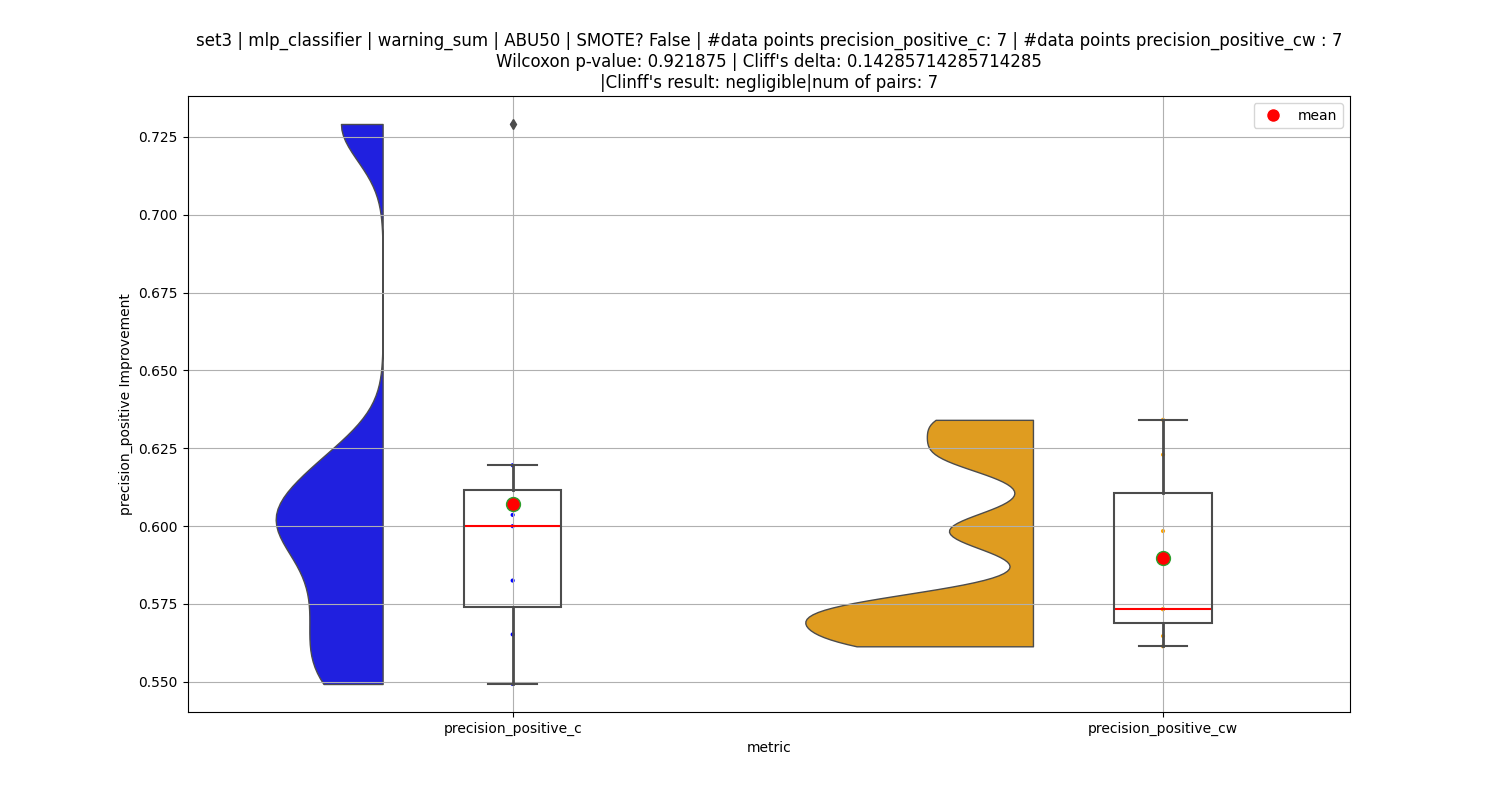 set3 | mlp_classifier | warning_sum | ABU50 | SMOTE? False | #data points precision_positive_c: 7 | #data points precision_positive_cw : 7
Wilcoxon p-value: 0.921875 | Cliff's delta: 0.14285714285714285
|Clinff's result: negligible|num of pairs: 7
mean
0.725
0.700
0.675
0.650
0.625
0.600
0.575
0.550
precision_positive Improvement
precision_positive_c
precision_positive_cw
metric